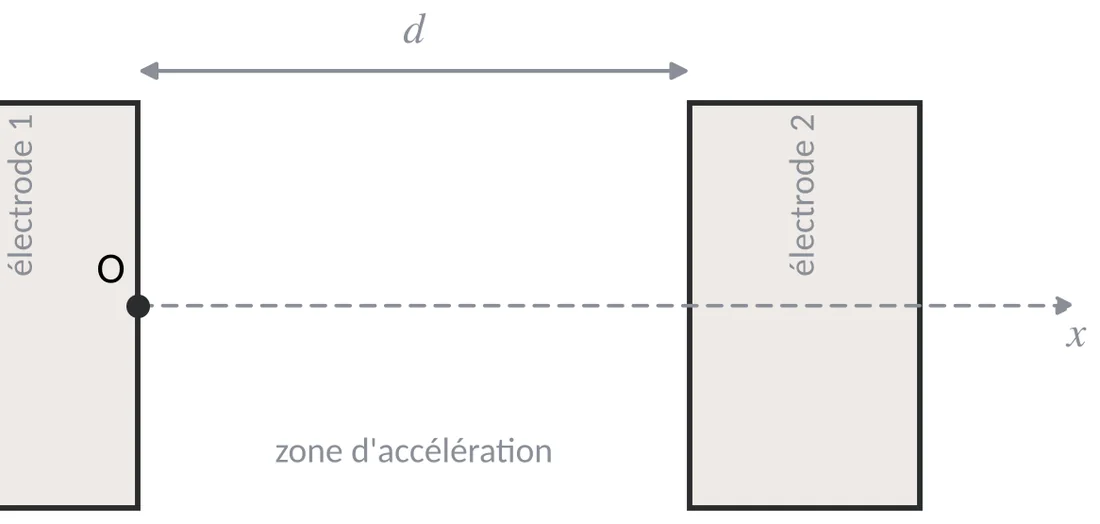 d
électrode 1
électrode 2
O
x
zone d'accélération